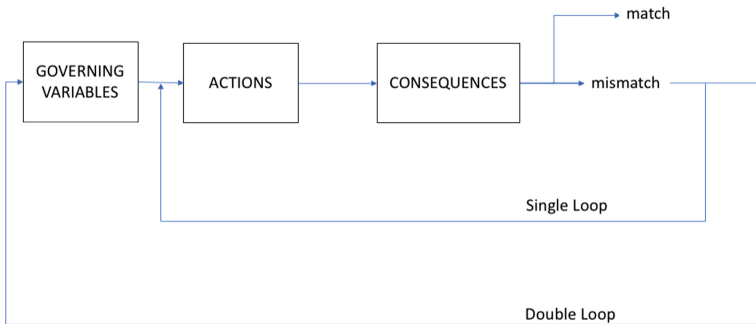 match
GOVERNING
VARIABLES
ACTIONS
CONSEQUENCES
mismatch
Single Loop
Double Loop